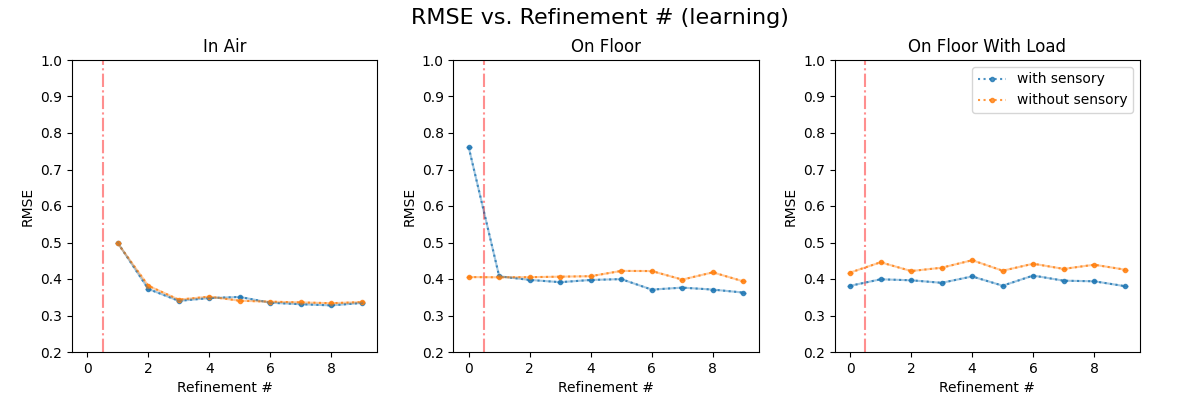 RMSE vs. Refinement # (learning)
In Air
1.0
0.9
0.8
0.7
0.6
0.5
0.4
0.3
0.2
RMSE
0 2 4 6 8
Refinement #
On Floor
1.0
0.9
0.8
0.7
0.6
0.5
0.4
0.3
0.2
RMSE
0 2 4 6 8
Refinement #
On Floor With Load
with sensory
without sensory
1.0
0.9
0.8
0.7
0.6
0.5
0.4
0.3
0.2
RMSE
0 2 4 6 8
Refinement #